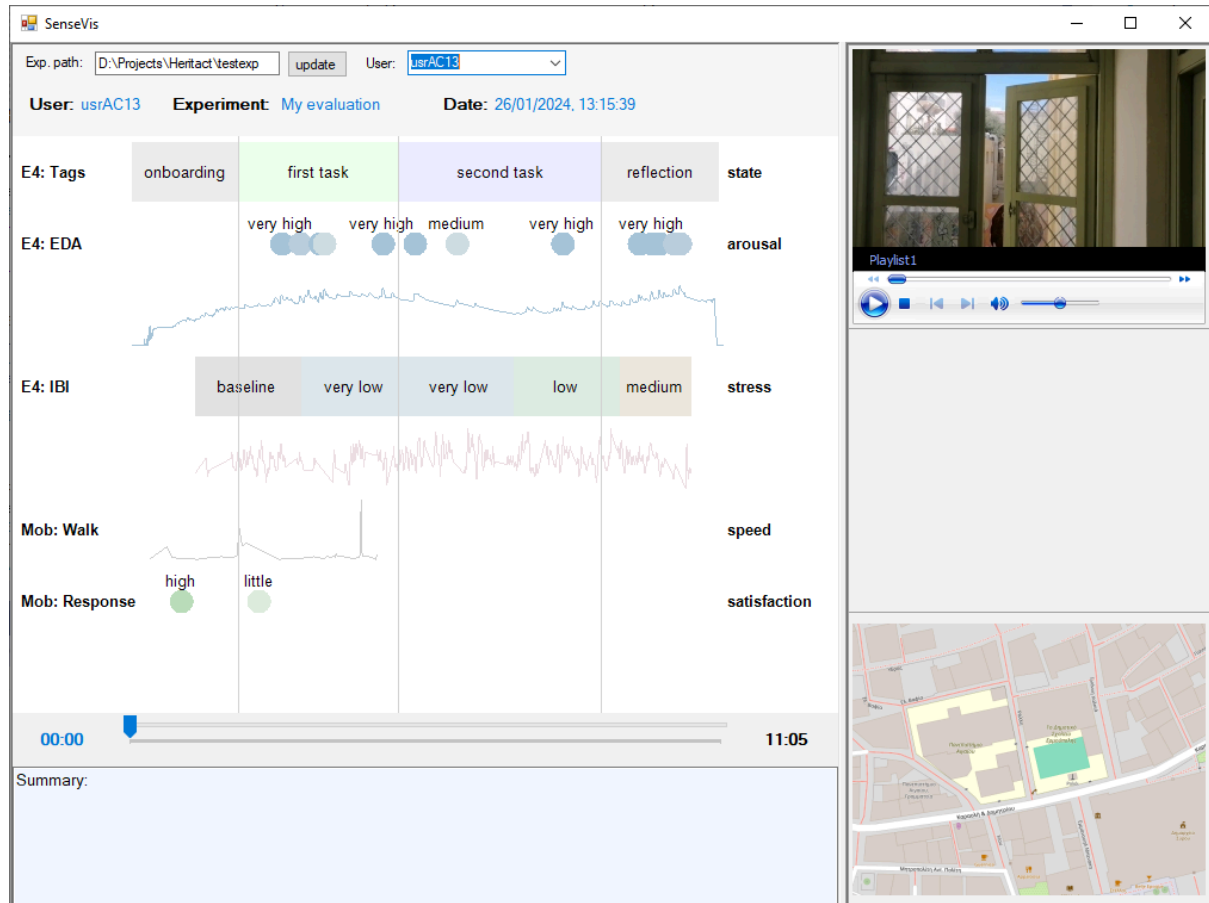 SenseVis
Exp. path: D:\Projects\Heritact\testexp update User: usrAC13
User: usrAC13 Experiment: My evaluation Date: 26/01/2024, 13:15:39
E4: Tags onboarding first task second task reflection state
very high very high medium very high very high
E4: EDA arousal
E4: IBI baseline very low very low low medium stress
Mob: Walk speed
high little
Mob: Response satisfaction
00:00 11:05
Summary:
Playlist1